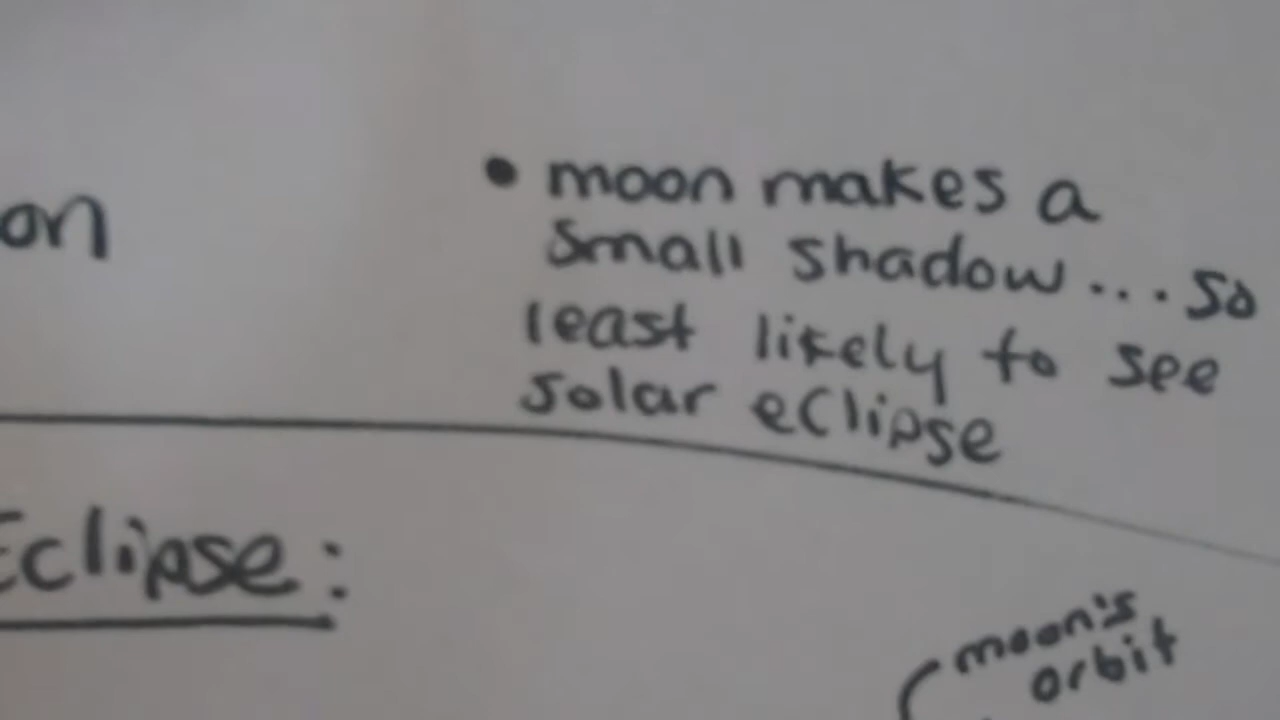 on
• moon makes a
small shadow... so
least likely to see
solar eclipse
Eclipse:
moon's
orbit